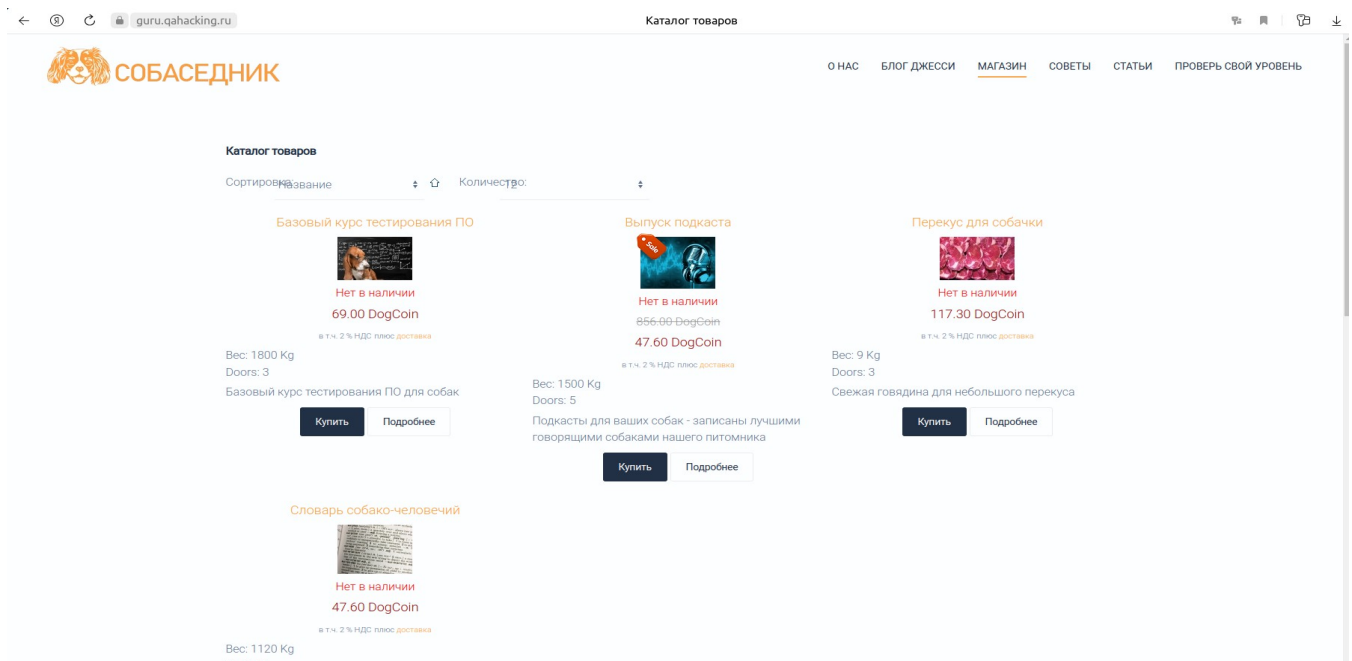 guru.qahacking.ru
Каталог товаров
СОБАСЕДНИК
О НАС БЛОГ ДЖЕССИ МАГАЗИН СОВЕТЫ СТАТЬИ ПРОВЕРЬ СВОЙ УРОВЕНЬ
Каталог товаров
Сортировка: Название Количество: 12
Базовый курс тестирования ПО
Нет в наличии
69.00 DogCoin
в т.ч. 2 % НДС плюс доставка
Вес: 1800 Kg
Doors: 3
Базовый курс тестирования ПО для собак
Купить Подробнее
Выпуск подкаста
Sale
Нет в наличии
856.00 DogCoin
47.60 DogCoin
в т.ч. 2 % НДС плюс доставка
Вес: 1500 Kg
Doors: 5
Подкасты для ваших собак - записаны лучшими
говорящими собаками нашего питомника
Купить Подробнее
Перекус для собачки
Нет в наличии
117.30 DogCoin
в т.ч. 2 % НДС плюс доставка
Вес: 9 Kg
Doors: 3
Свежая говядина для небольшого перекуса
Купить Подробнее
Словарь собако-человечий
Нет в наличии
47.60 DogCoin
в т.ч. 2 % НДС плюс доставка
Вес: 1120 Kg